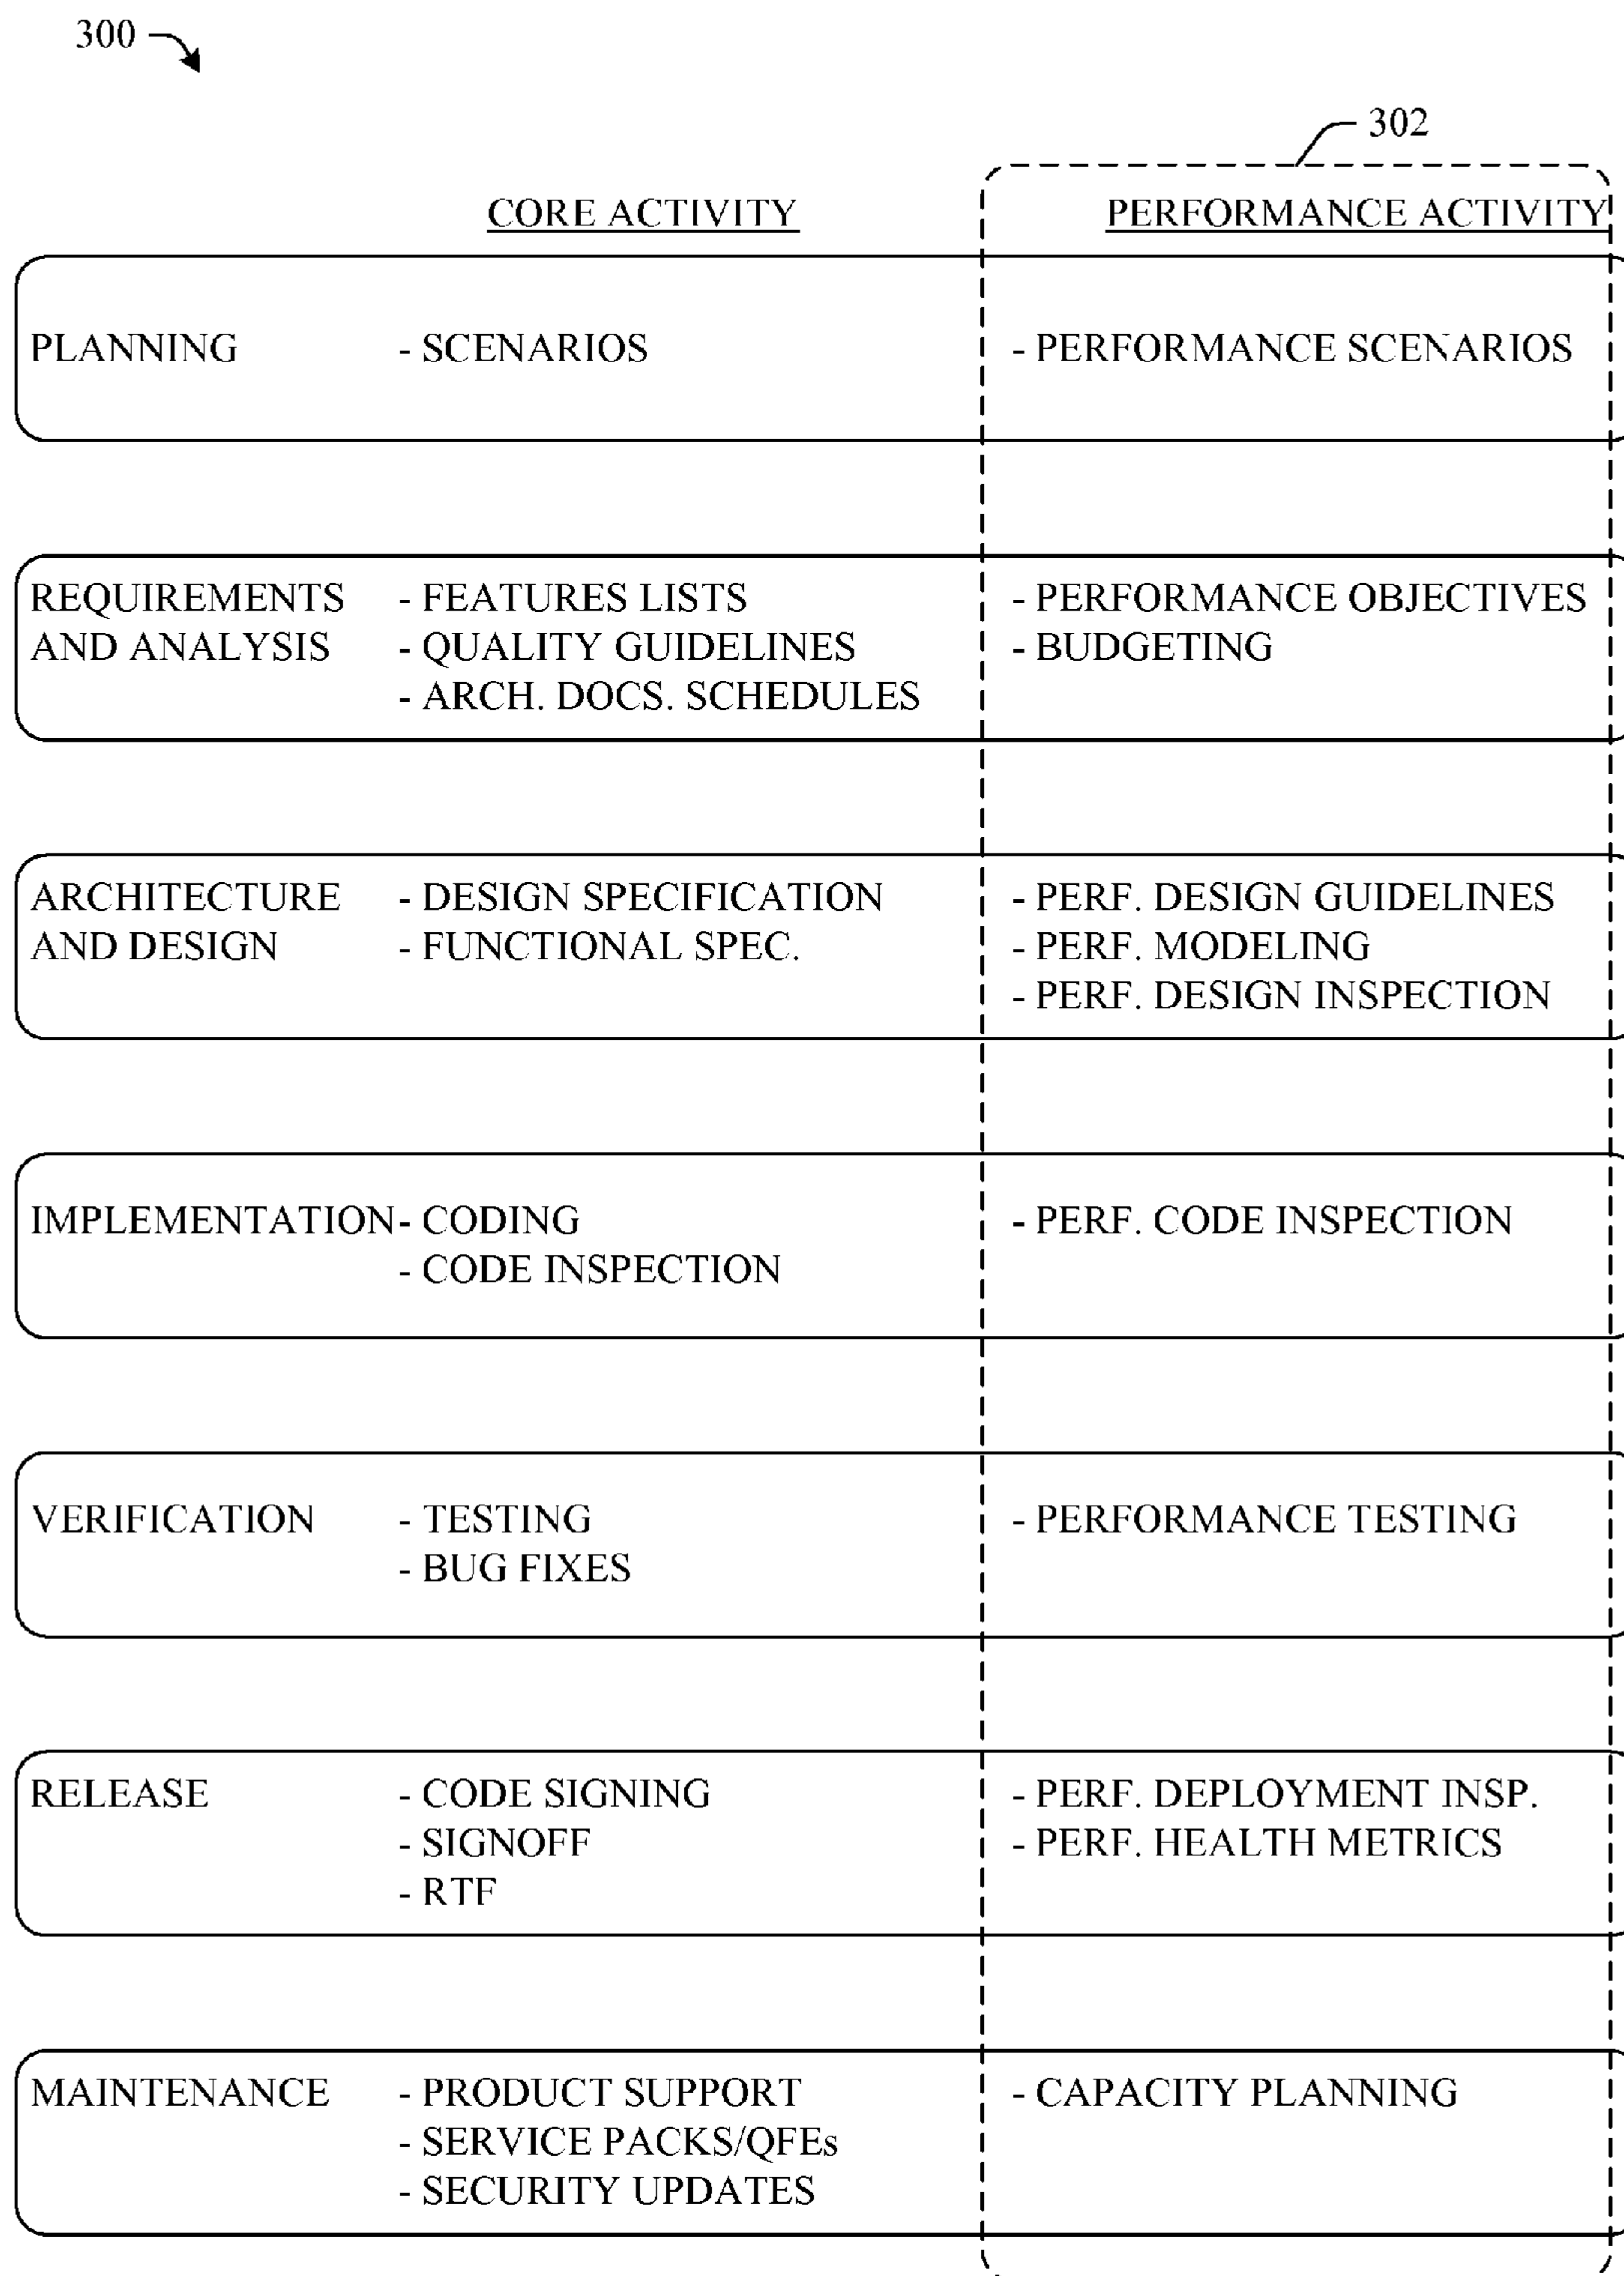 300
302
CORE ACTIVITY PERFORMANCE ACTIVITY
PLANNING - SCENARIOS - PERFORMANCE SCENARIOS
REQUIREMENTS - FEATURES LISTS - PERFORMANCE OBJECTIVES
AND ANALYSIS - QUALITY GUIDELINES - BUDGETING
- ARCH. DOCS. SCHEDULES
ARCHITECTURE - DESIGN SPECIFICATION - PERF. DESIGN GUIDELINES
AND DESIGN - FUNCTIONAL SPEC. - PERF. MODELING
- PERF. DESIGN INSPECTION
IMPLEMENTATION - CODING - PERF. CODE INSPECTION
- CODE INSPECTION
VERIFICATION - TESTING - PERFORMANCE TESTING
- BUG FIXES
RELEASE - CODE SIGNING - PERF. DEPLOYMENT INSP.
- SIGNOFF - PERF. HEALTH METRICS
- RTF
MAINTENANCE - PRODUCT SUPPORT - CAPACITY PLANNING
- SERVICE PACKS/QFEs
- SECURITY UPDATES